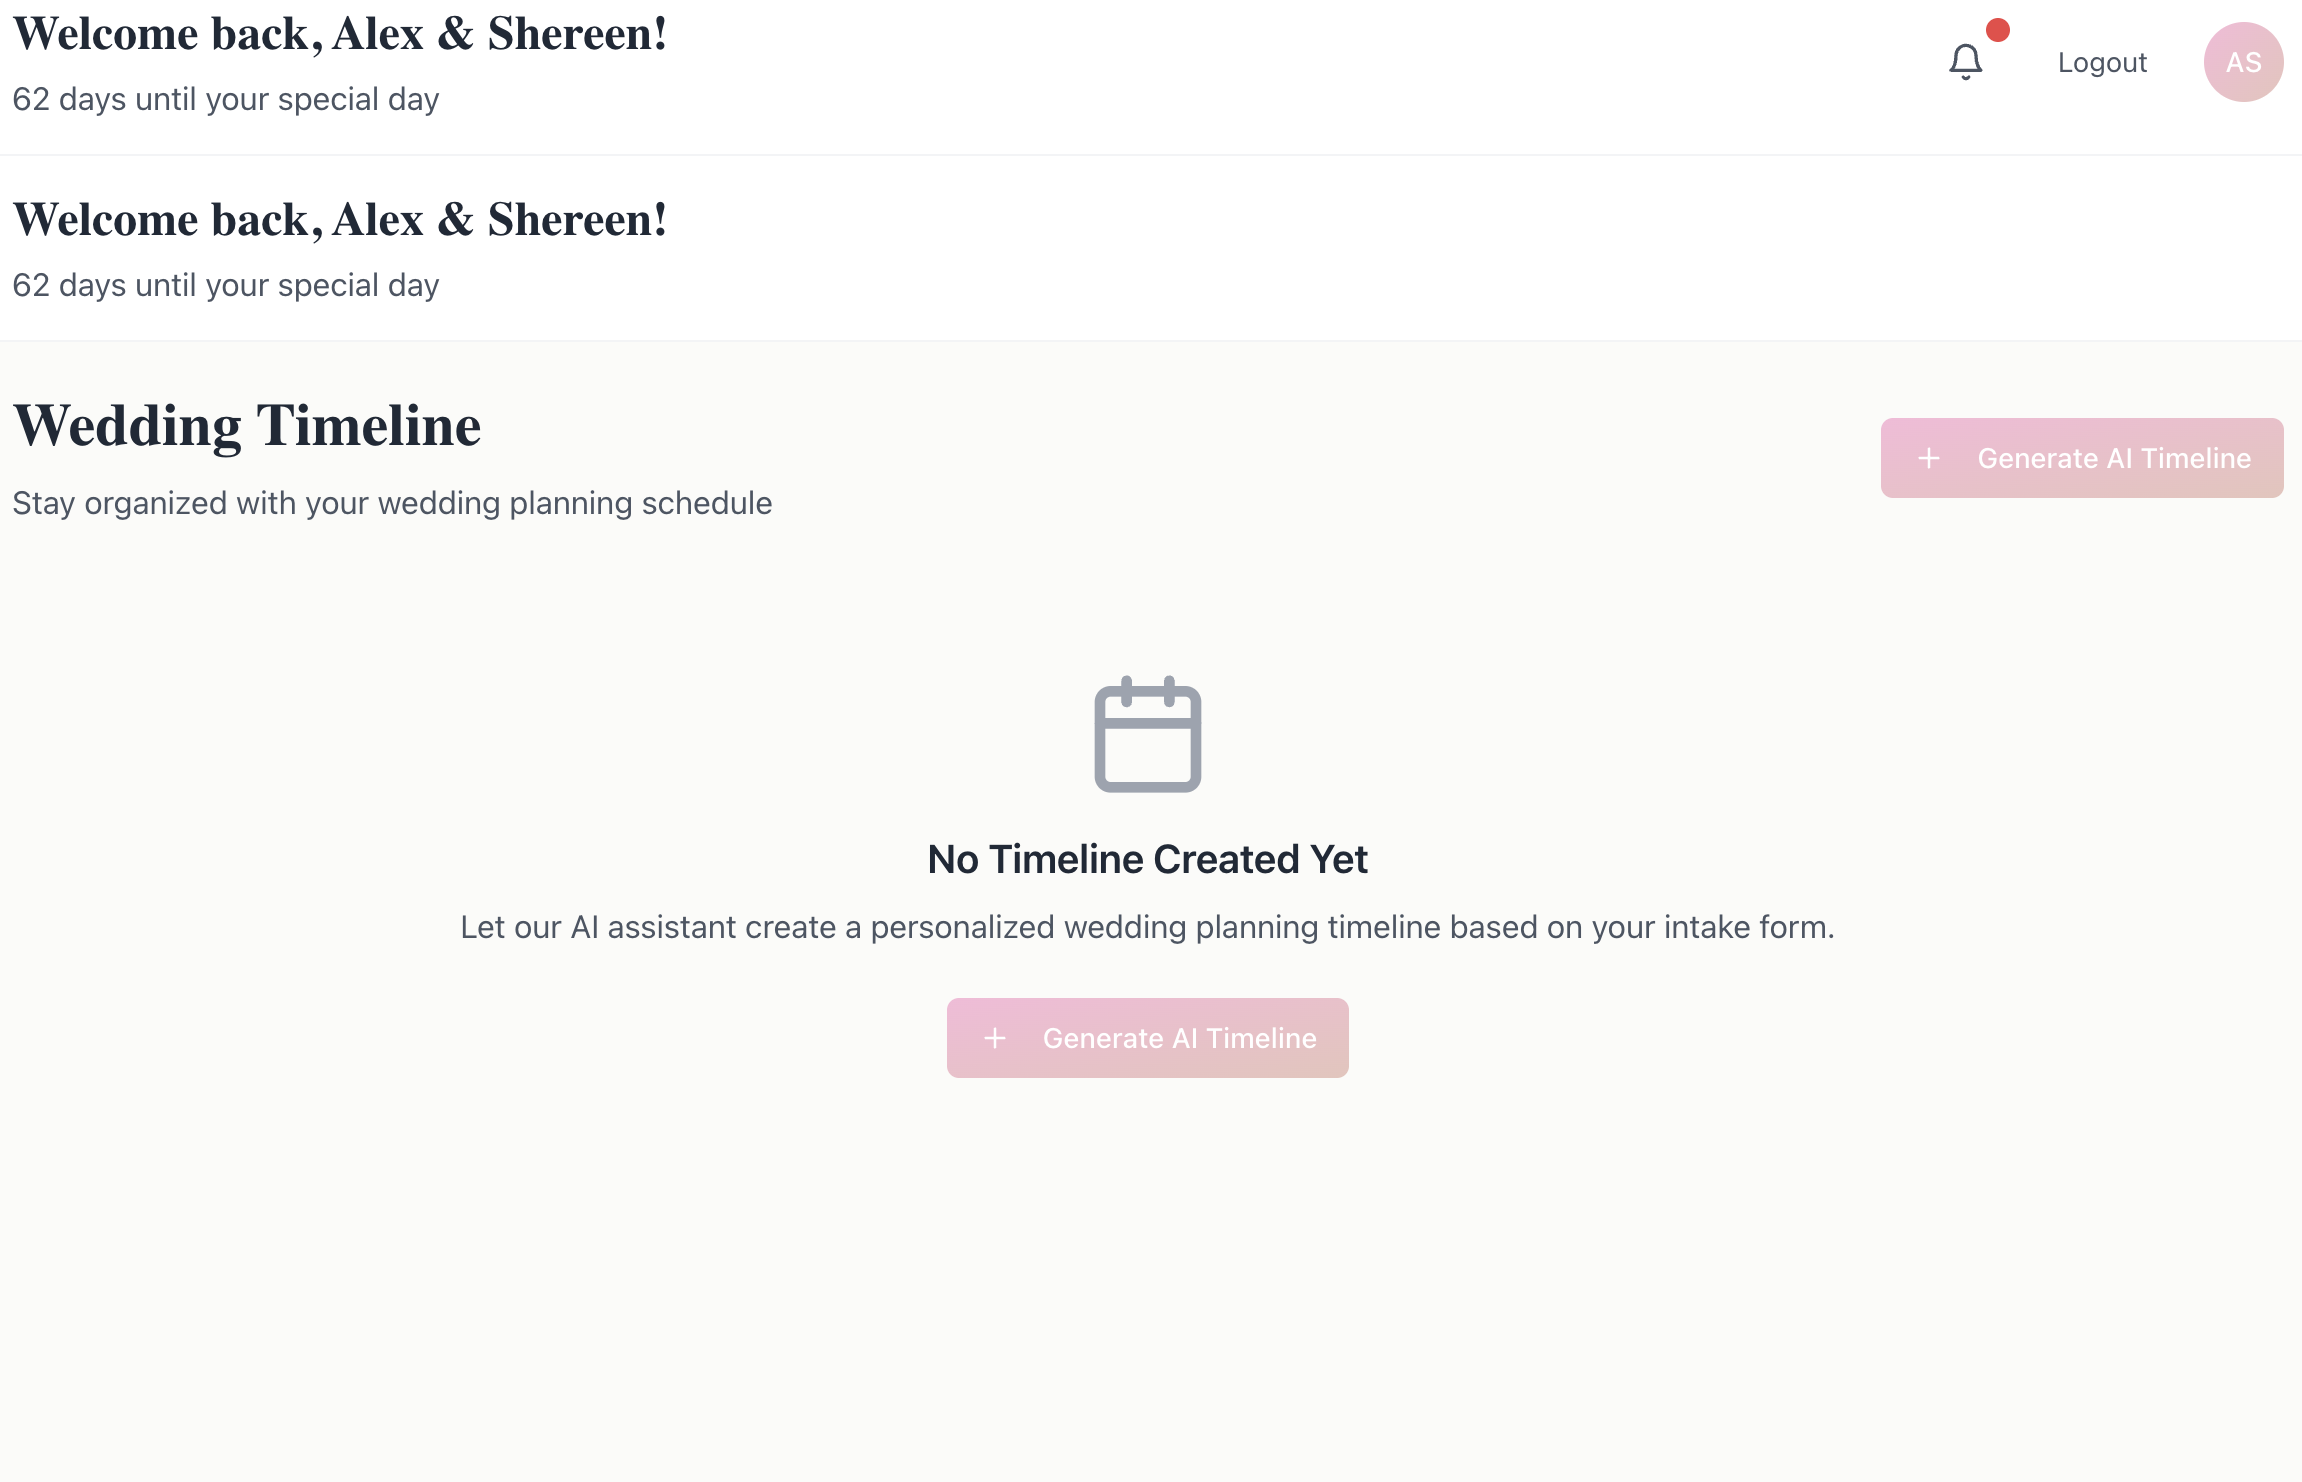 Welcome back, Alex & Shereen!
62 days until your special day
Logout
AS
Welcome back, Alex & Shereen!
62 days until your special day
Wedding Timeline
Stay organized with your wedding planning schedule
Generate AI Timeline
No Timeline Created Yet
Let our AI assistant create a personalized wedding planning timeline based on your intake form.
Generate AI Timeline